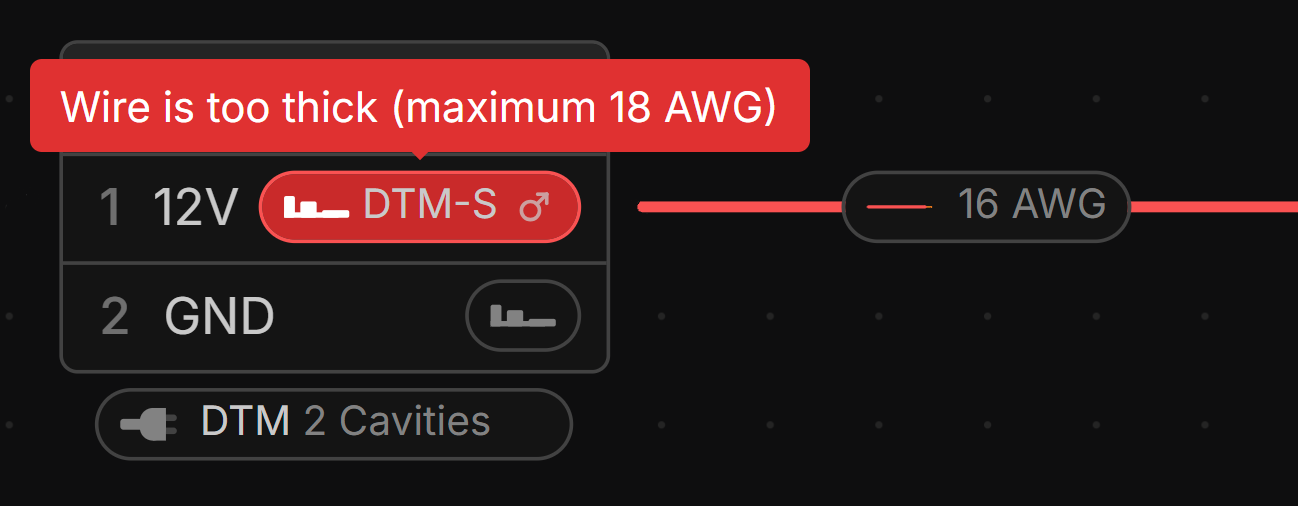 Wire is too thick (maximum 18 AWG)
1 12V DTM-S ♂ 16 AWG
2 GND
DTM 2 Cavities